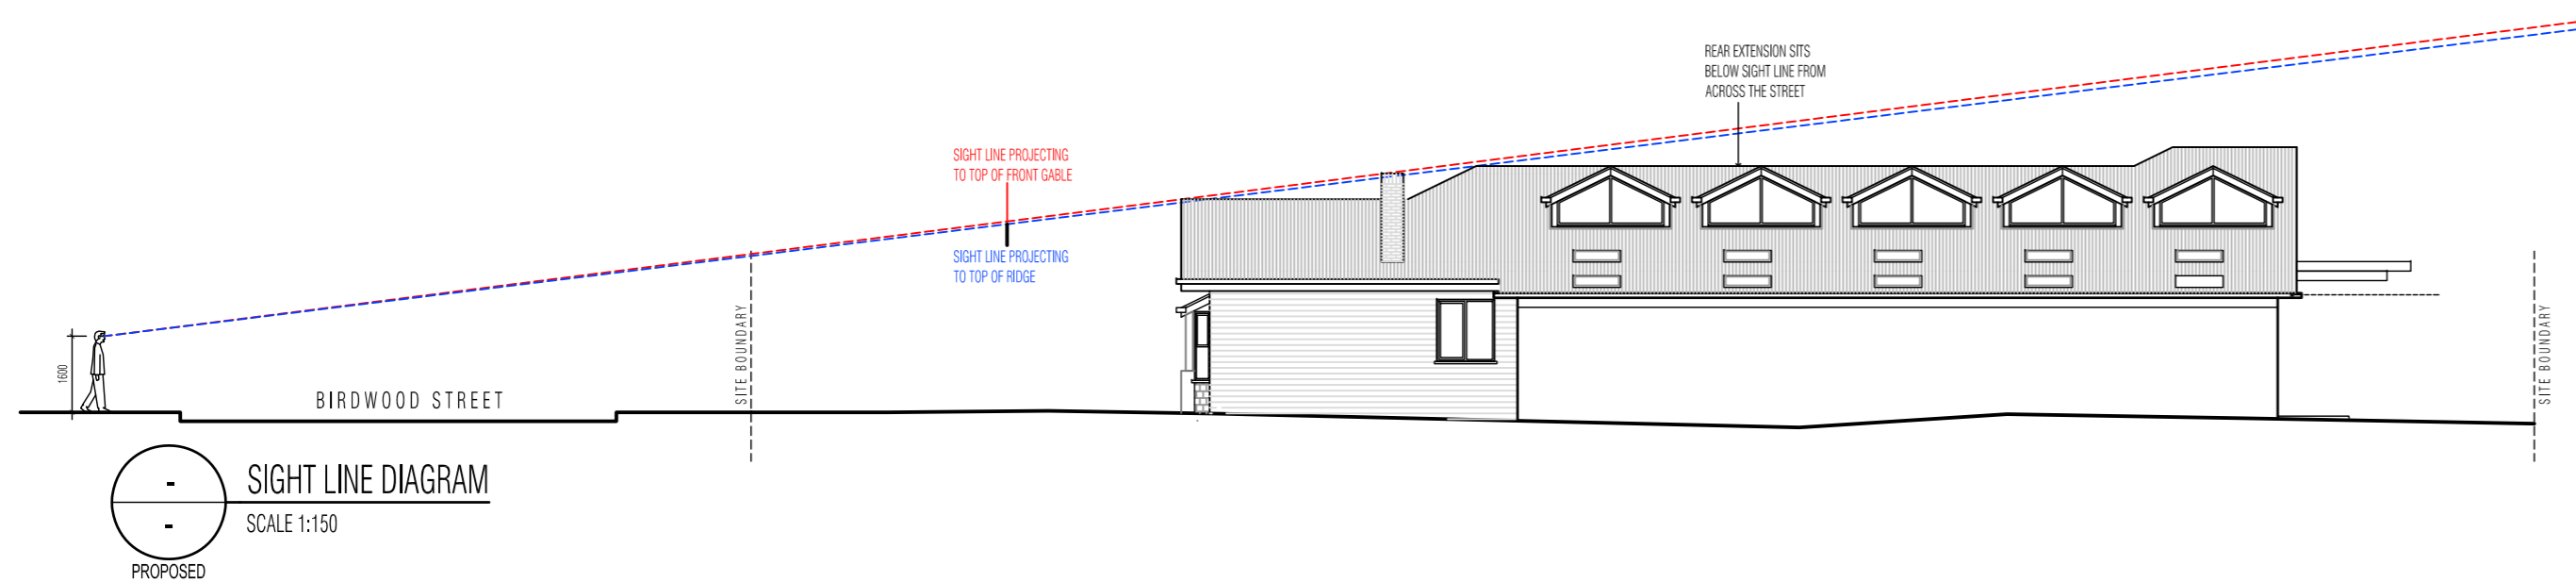 REAR EXTENSION SITS
BELOW SIGHT LINE FROM
ACROSS THE STREET
SIGHT LINE PROJECTING
TO TOP OF FRONT GABLE
SIGHT LINE PROJECTING
TO TOP OF RIDGE
1600
BIRDWOOD STREET
SITE BOUNDARY
SITE BOUNDARY
-
-
SIGHT LINE DIAGRAM
SCALE 1:150
PROPOSED